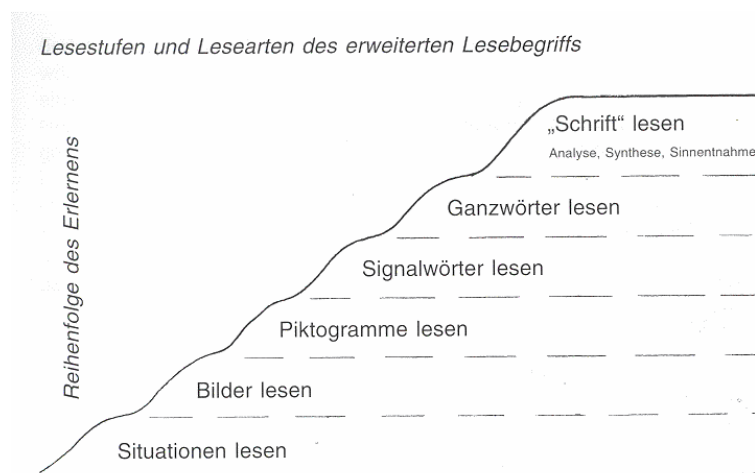 Lesestufen und Lesearten des erweiterten Lesebegriffs
Reihenfolge des Erlernens
„Schrift" lesen
Analyse, Synthese, Sinnentnahme
Ganzwörter lesen
Signalwörter lesen
Piktogramme lesen
Bilder lesen
Situationen lesen